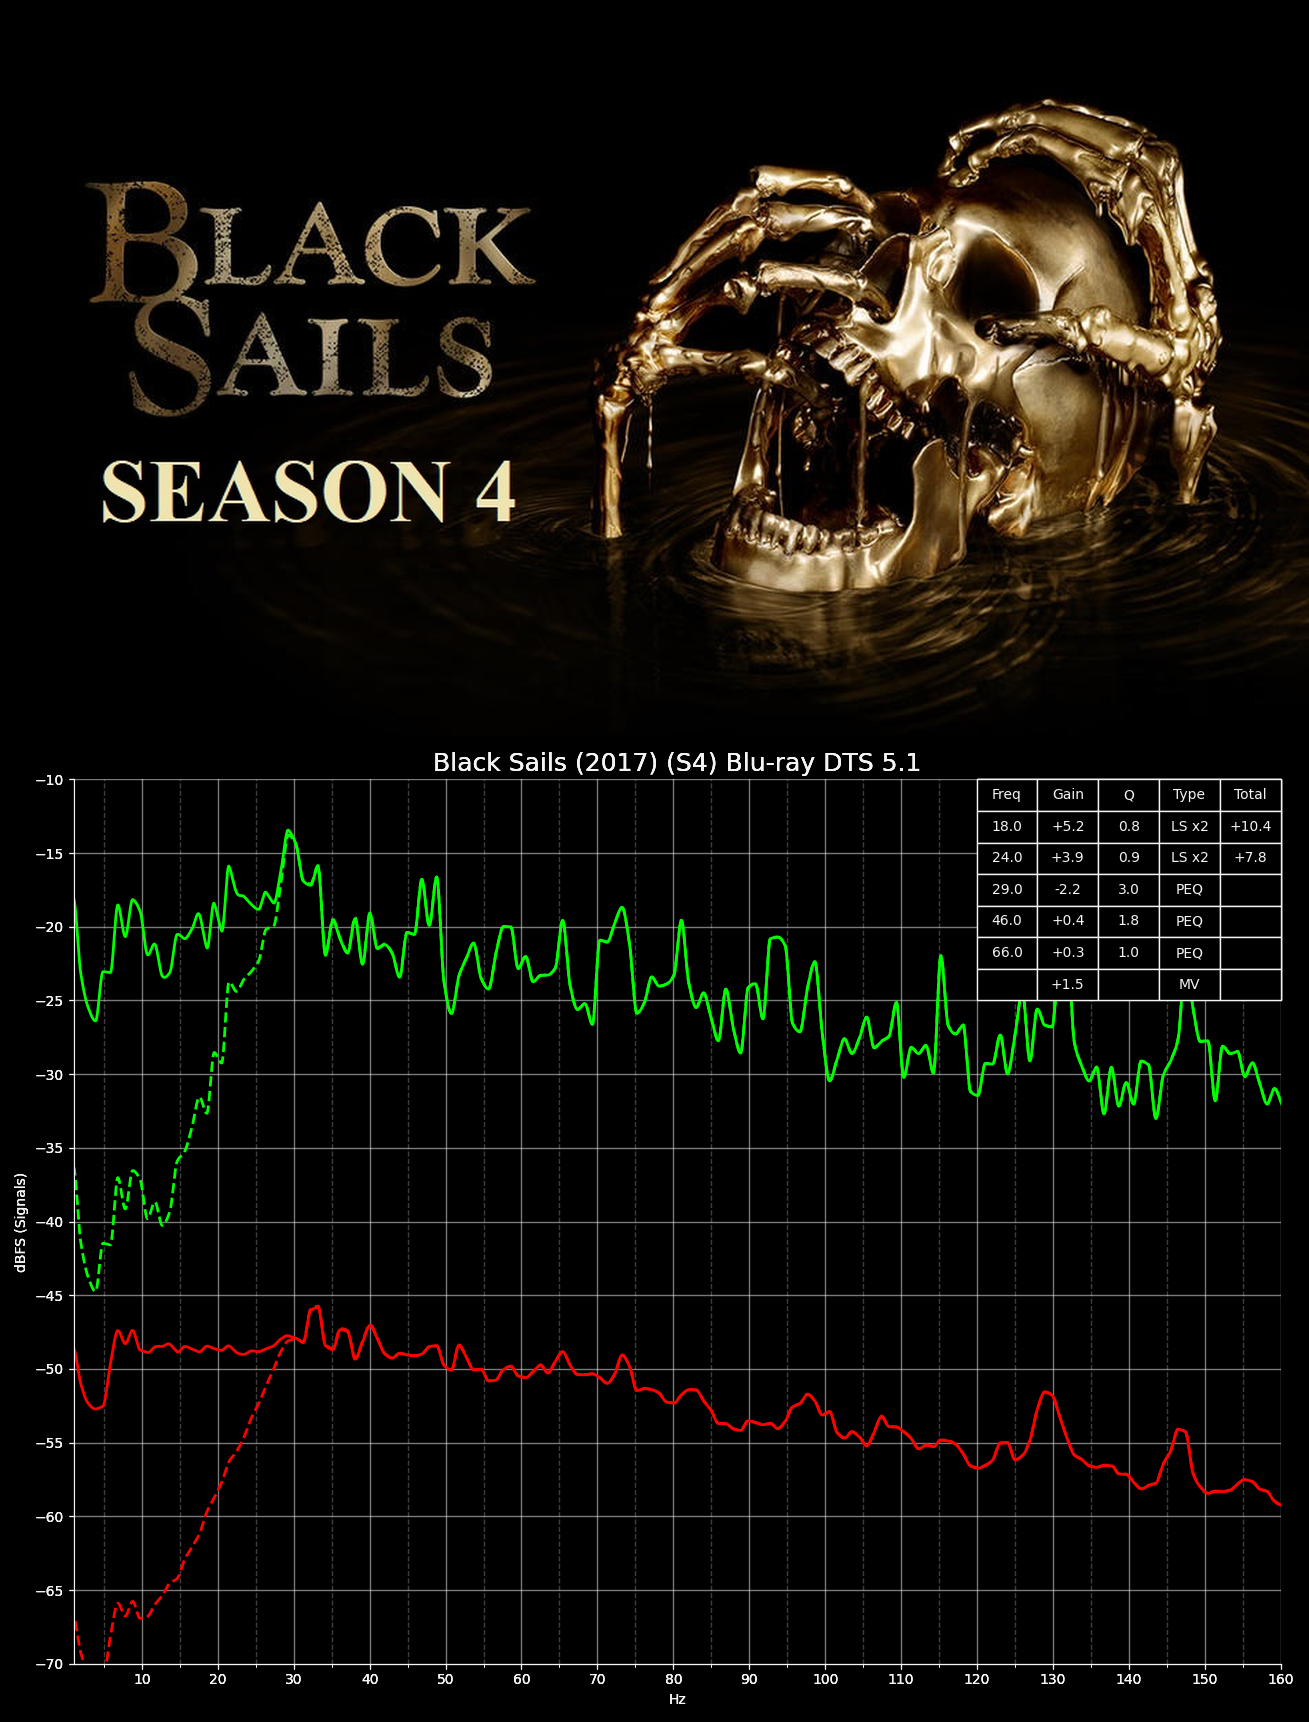 BLACK
SAILS
SEASON 4
Black Sails (2017) (S4) Blu-ray DTS 5.1
Freq Gain Q Type Total
18.0 +5.2 0.8 LS x2 +10.4
24.0 +3.9 0.9 LS x2 +7.8
29.0 -2.2 3.0 PEQ
46.0 +0.4 1.8 PEQ
66.0 +0.3 1.0 PEQ
+1.5 MV
−10
−15
−20
−25
−30
−35
−40
−45
−50
−55
−60
−65
−70
dBFS (Signals)
10 20 30 40 50 60 70 80 90 100 110 120 130 140 150 160
Hz